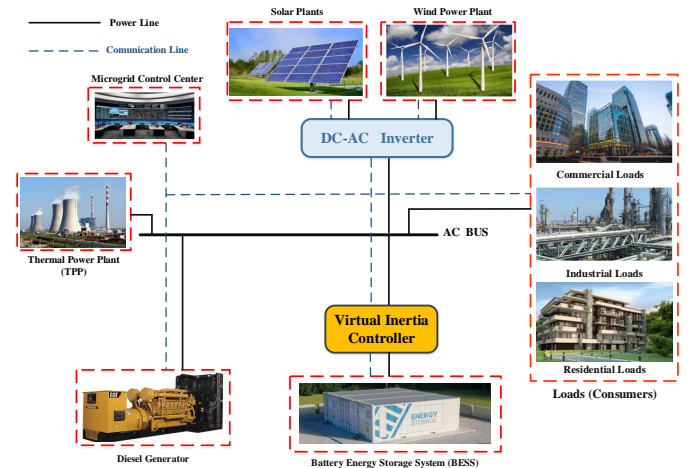 Power Line
Comunication Line
Solar Plants
Wind Power Plant
Microgrid Control Center
DC-AC Inverter
Commercial Loads
AC BUS
Thermal Power Plant
(TPP)
Industrial Loads
Virtual Inertia
Controller
Residential Loads
Loads (Consumers)
CAT
ENERGY
STORAGE
Diesel Generator
Battery Energy Storage System (BESS)